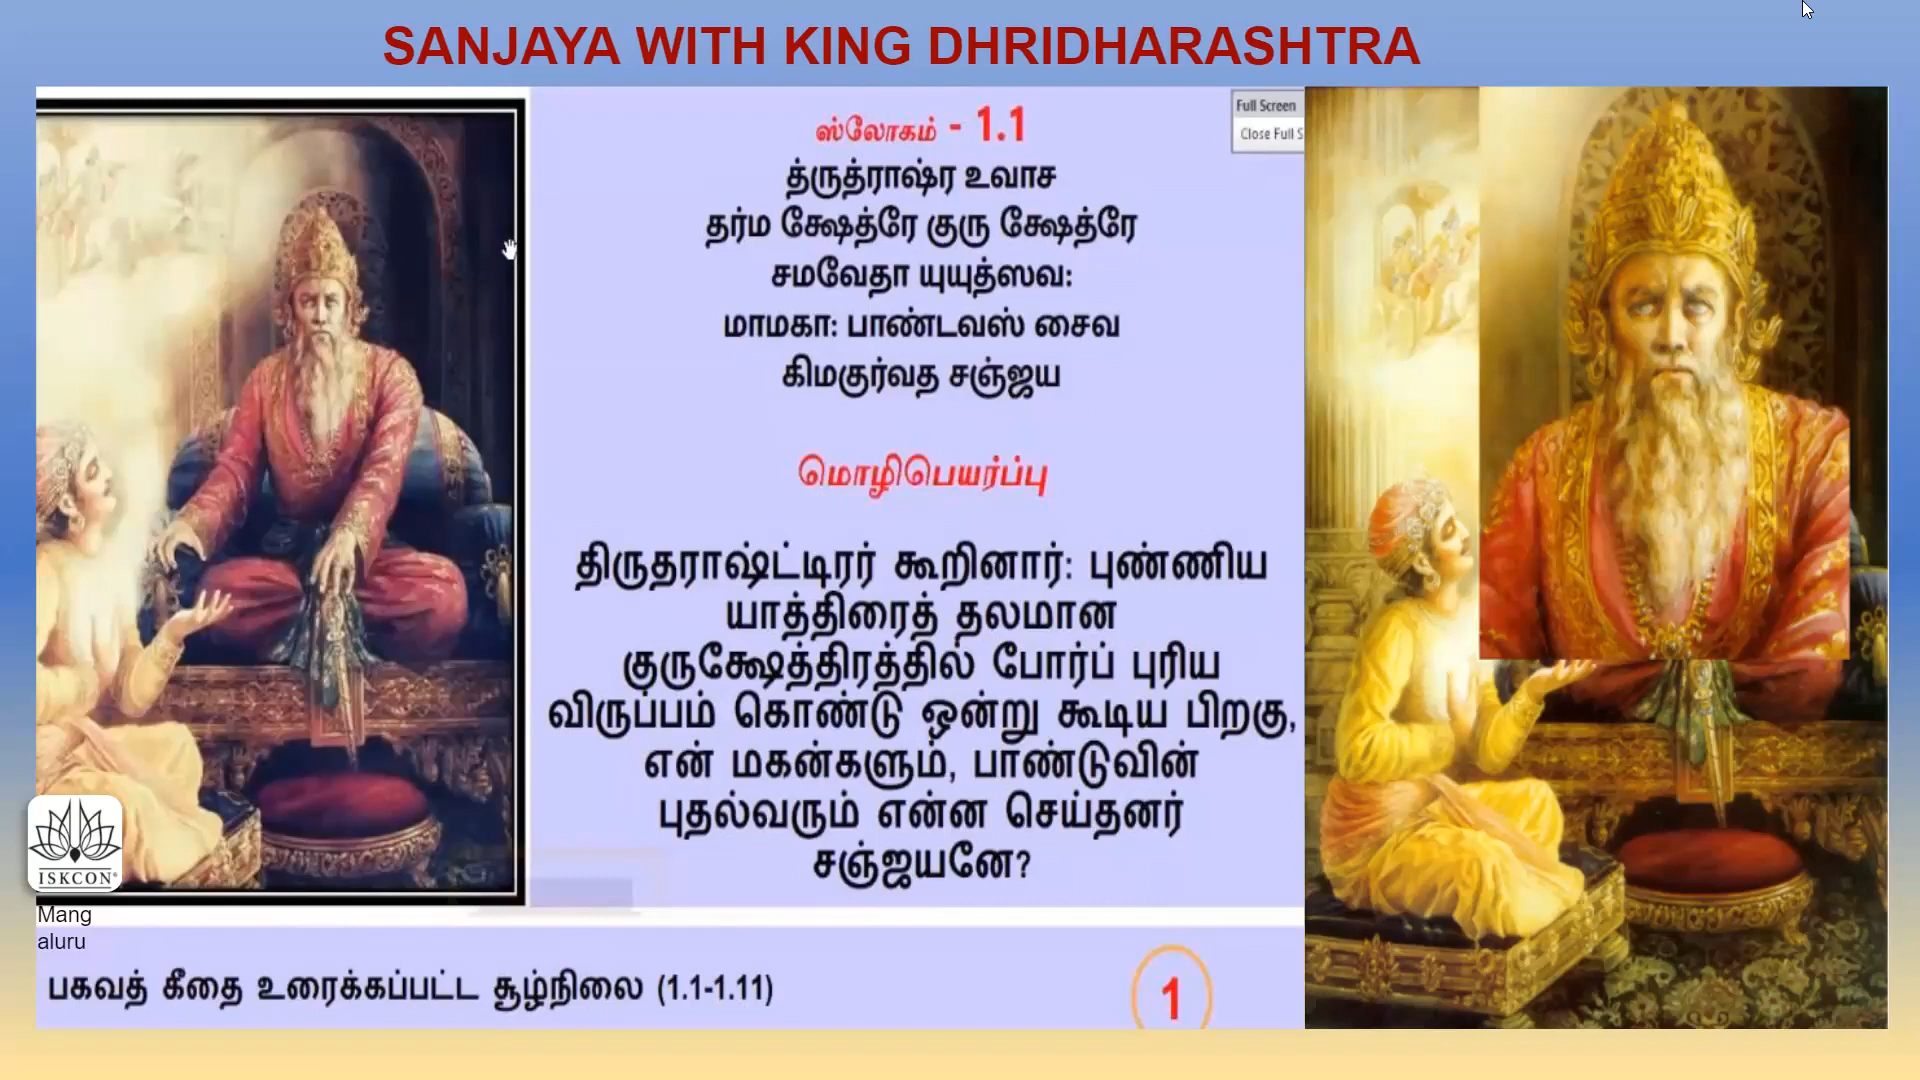 SANJAYA WITH KING DHRIDHARASHTRA
ஸ்லோகம் - 1.1
த்ருத்ராஷ்ர உவாச
தர்ம க்ஷேத்ரே குரு க்ஷேத்ரே
சமவேதா யுயுத்ஸவ:
மாமகா: பாண்டவஸ் சைவ
கிமகுர்வத சஞ்ஜய
மொழிபெயர்ப்பு
திருதராஷ்ட்டிரர் கூறினார்: புண்ணிய
யாத்திரைத் தலமான
குருக்ஷேத்திரத்தில் போர்ப் புரிய
விருப்பம் கொண்டு ஒன்று கூடிய பிறகு,
என் மகன்களும், பாண்டுவின்
புதல்வரும் என்ன செய்தனர்
சஞ்ஜயனே?
Full Screen
Close Full S
ISKCON®
Mang
aluru
பகவத் கீதை உரைக்கப்பட்ட சூழ்நிலை (1.1-1.11)
1